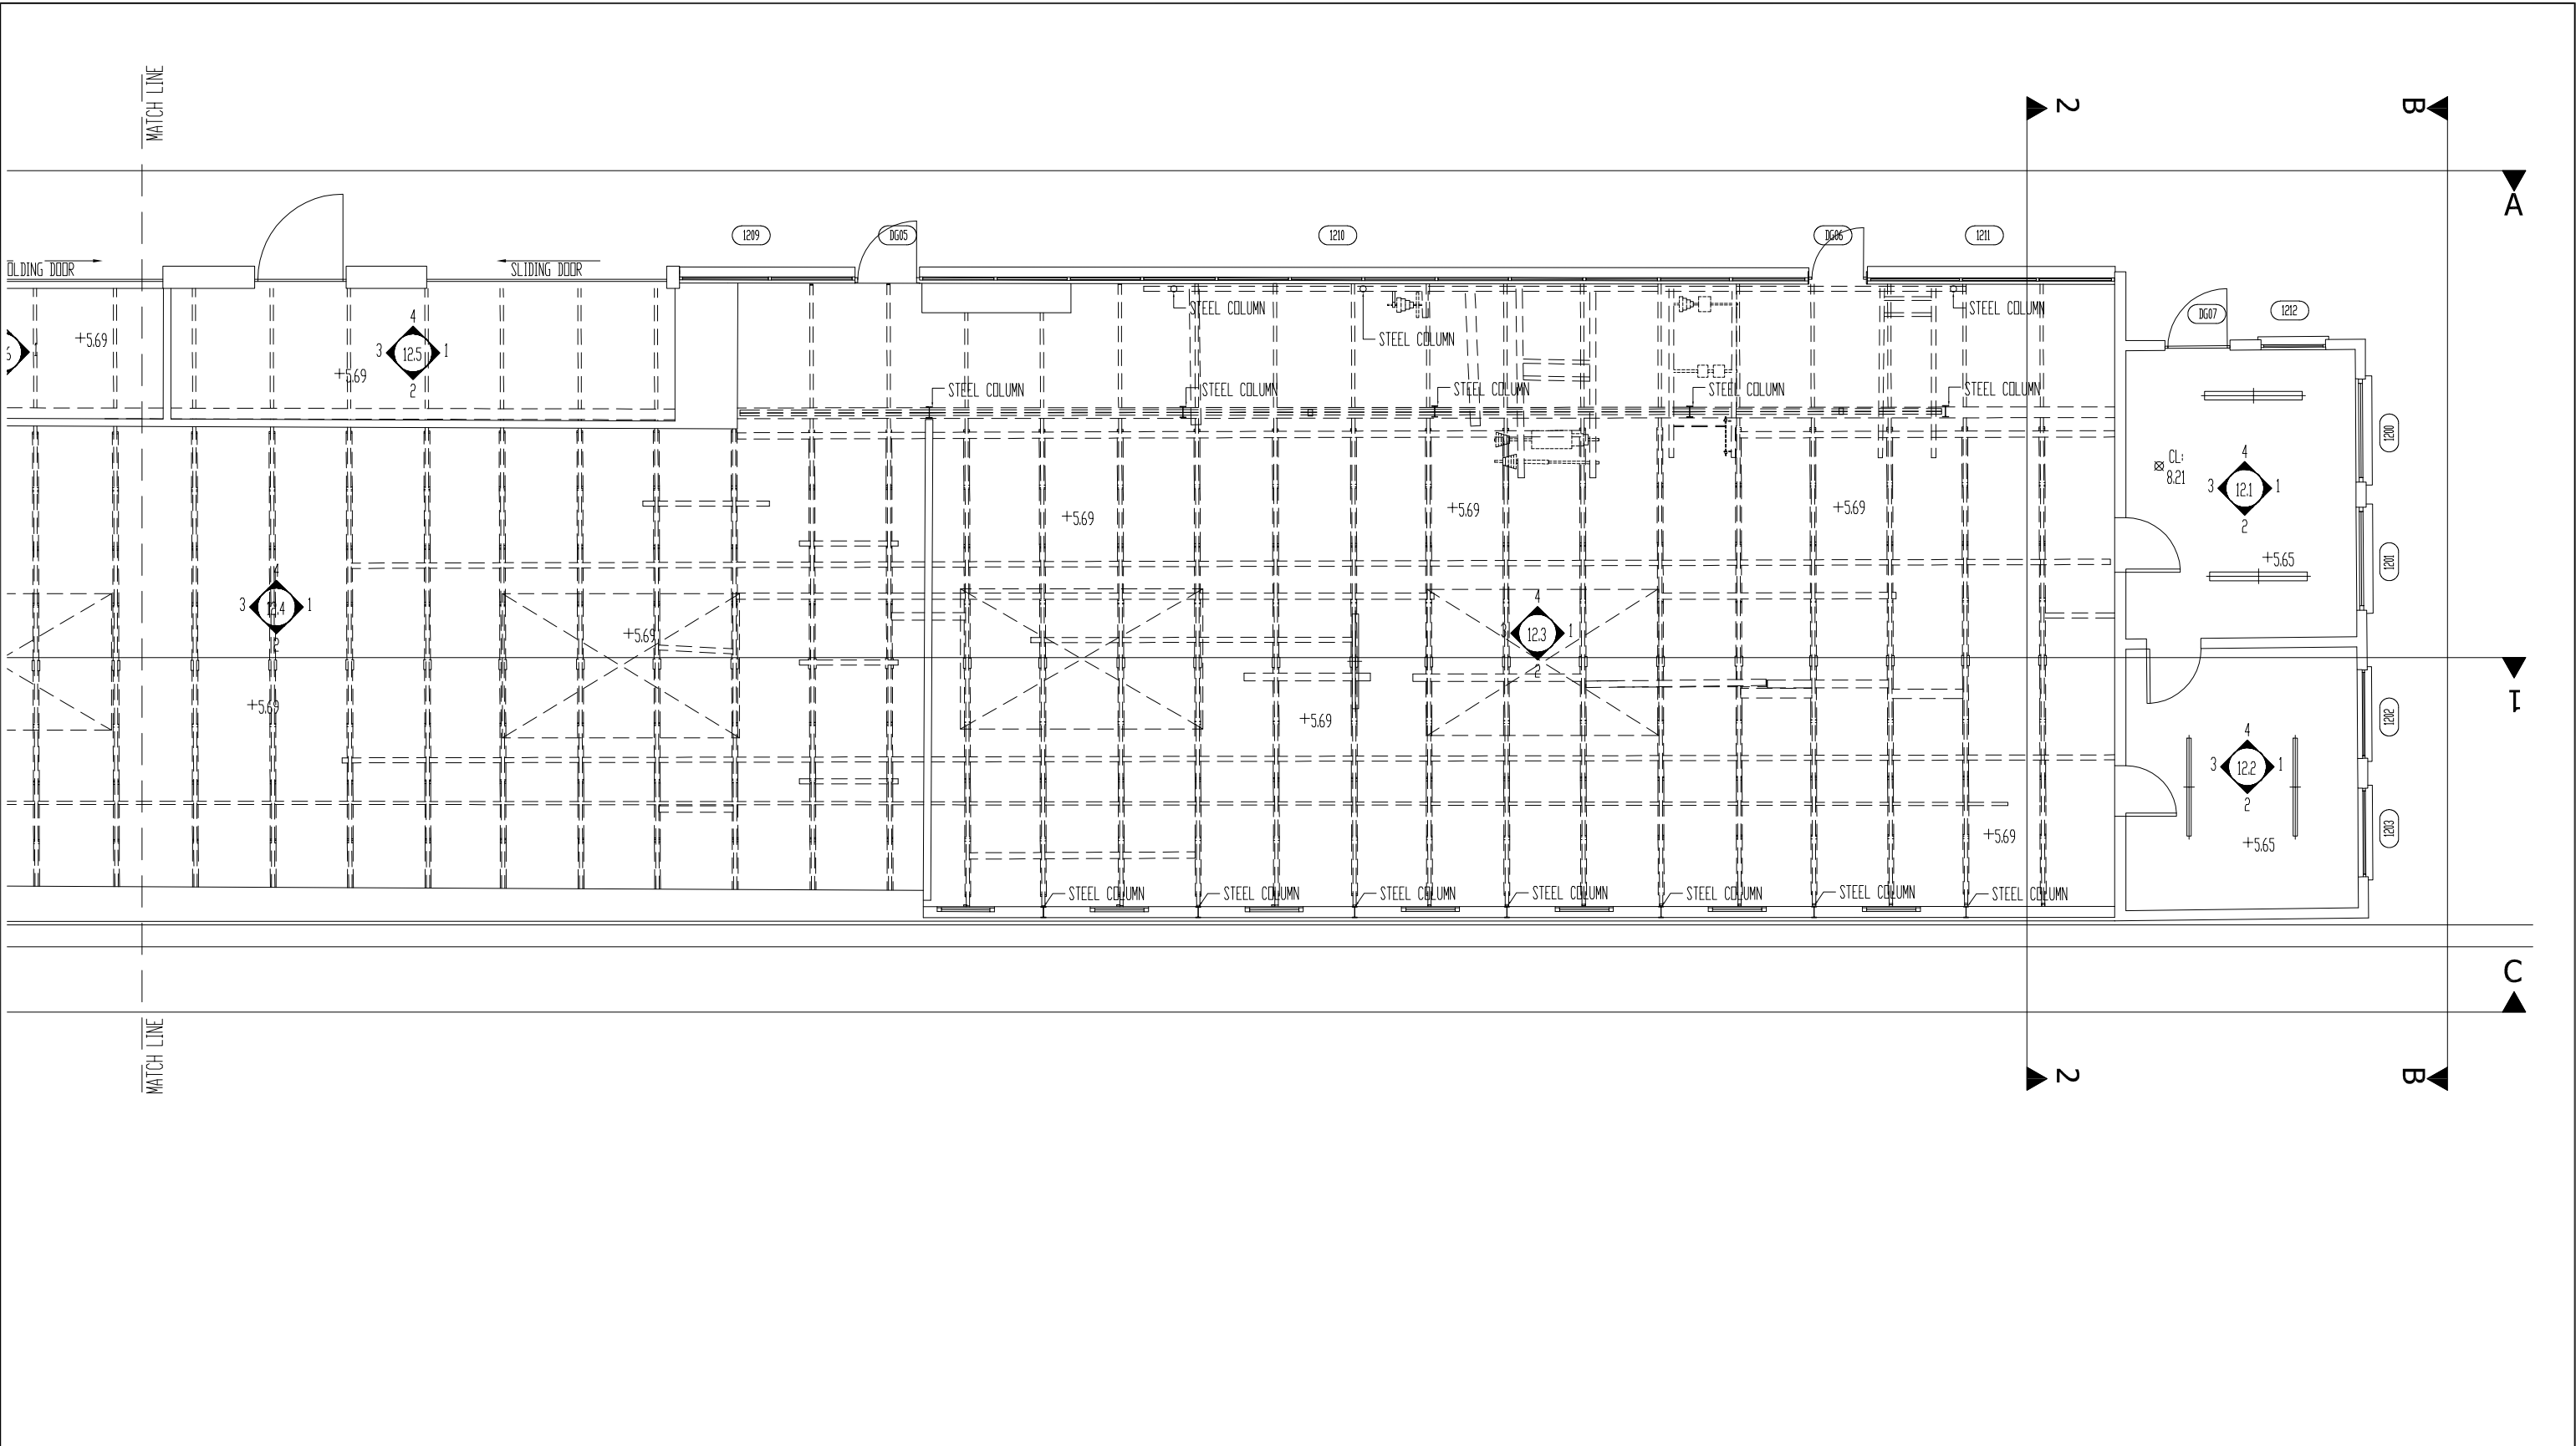 MATCH LINE
2
B
A
1209
DG05
1210
DG06
1211
OLDING DOOR
SLIDING DOOR
STEEL COLUMN
STEEL COLUMN
STEEL COLUMN
DG07
1212
+5.69
4
3
12.5
1
2
+5.69
STEEL COLUMN
STEEL COLUMN
STEEL COLUMN
STEEL COLUMN
STEEL COLUMN
1200
CL:
8.21
4
3
12.1
1
2
+5.69
+5.69
+5.69
+5.65
1201
4
3
12.4
1
2
+5.69
4
3
12.3
1
2
1
+5.69
+5.69
1202
4
3
12.2
1
2
+5.69
+5.65
1203
STEEL COLUMN
STEEL COLUMN
STEEL COLUMN
STEEL COLUMN
STEEL COLUMN
STEEL COLUMN
STEEL COLUMN
C
MATCH LINE
2
B